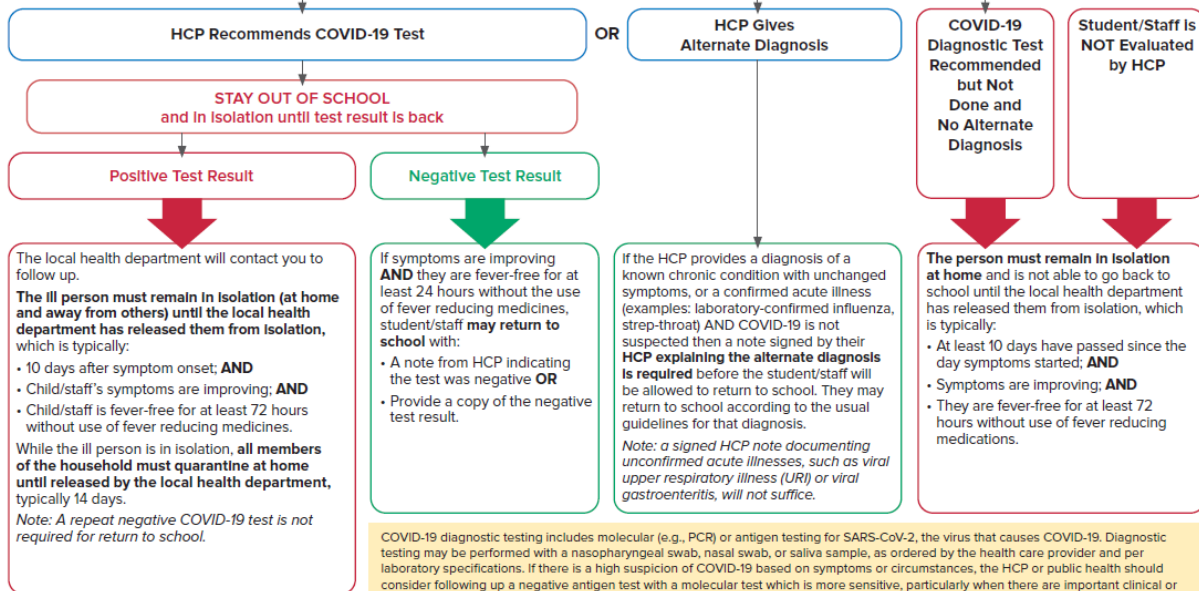 HCP Recommends COVID-19 Test
OR
HCP Gives
Alternate Diagnosis
COVID-19
Diagnostic Test
Recommended
but Not
Done and
No Alternate
Diagnosis
Student/Staff is
NOT Evaluated
by HCP
STAY OUT OF SCHOOL
and in isolation until test result is back
Positive Test Result
Negative Test Result
The local health department will contact you to
follow up.
The ill person must remain in isolation (at home
and away from others) until the local health
department has released them from isolation,
which is typically:
• 10 days after symptom onset; AND
• Child/staff's symptoms are improving; AND
• Child/staff is fever-free for at least 72 hours
without use of fever reducing medicines.
While the ill person is in isolation, all members
of the household must quarantine at home
until released by the local health department,
typically 14 days.
Note: A repeat negative COVID-19 test is not
required for return to school.
If symptoms are improving
AND they are fever-free for at
least 24 hours without the use
of fever reducing medicines,
student/staff may return to
school with:
• A note from HCP indicating
the test was negative OR
• Provide a copy of the negative
test result.
If the HCP provides a diagnosis of a
known chronic condition with unchanged
symptoms, or a confirmed acute illness
(examples: laboratory-confirmed influenza,
strep-throat) AND COVID-19 is not
suspected then a note signed by their
HCP explaining the alternate diagnosis
is required before the student/staff will
be allowed to return to school. They may
return to school according to the usual
guidelines for that diagnosis.
Note: a signed HCP note documenting
unconfirmed acute illnesses, such as viral
upper respiratory illness (URI) or viral
gastroenteritis, will not suffice.
The person must remain in isolation
at home and is not able to go back to
school until the local health department
has released them from isolation, which
is typically:
• At least 10 days have passed since the
day symptoms started; AND
• Symptoms are improving; AND
• They are fever-free for at least 72
hours without use of fever reducing
medications.
COVID-19 diagnostic testing includes molecular (e.g., PCR) or antigen testing for SARS-CoV-2, the virus that causes COVID-19. Diagnostic
testing may be performed with a nasopharyngeal swab, nasal swab, or saliva sample, as ordered by the health care provider and per
laboratory specifications. If there is a high suspicion of COVID-19 based on symptoms or circumstances, the HCP or public health should
consider following up a negative antigen test with a molecular test which is more sensitive, particularly when there are important clinical or